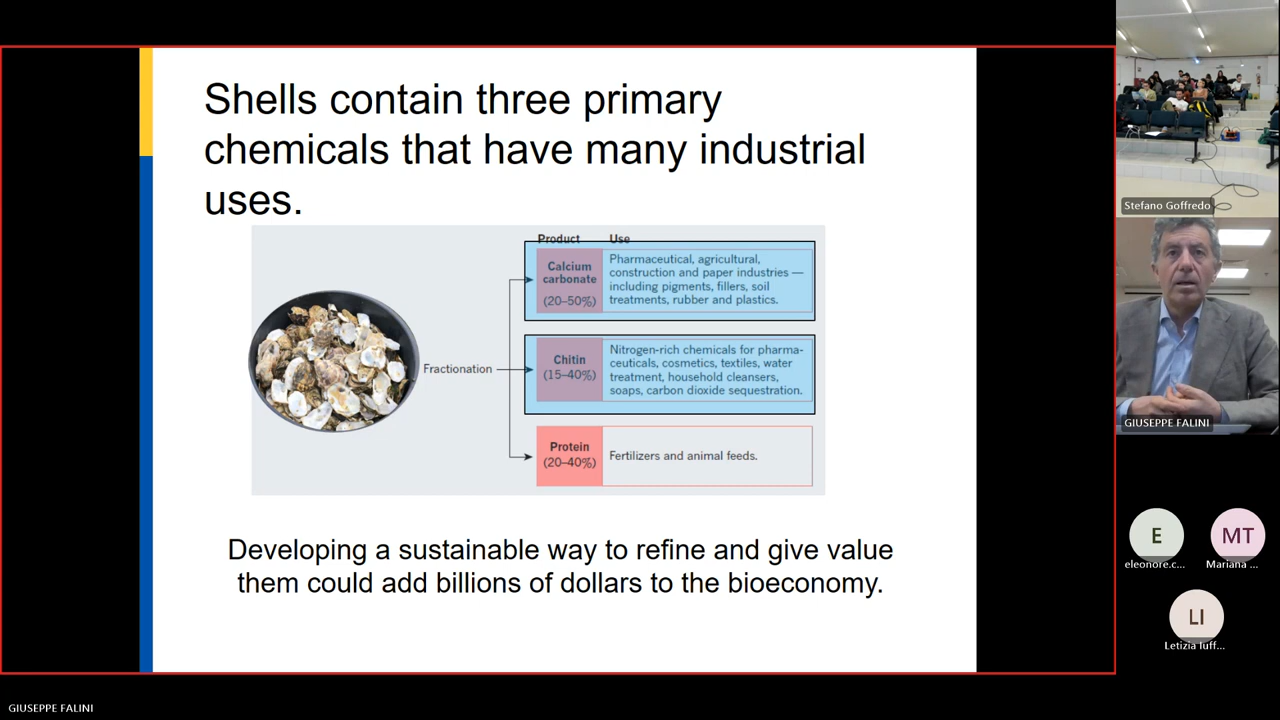 Shells contain three primary
chemicals that have many industrial
uses.
Product Use
Calcium
carbonate
(20–50%)
Pharmaceutical, agricultural,
construction and paper industries —
including pigments, fillers, soil
treatments, rubber and plastics.
Fractionation
Chitin
(15–40%)
Nitrogen-rich chemicals for pharma-
ceuticals, cosmetics, textiles, water
treatment, household cleansers,
soaps, carbon dioxide sequestration.
Protein
(20–40%)
Fertilizers and animal feeds.
Developing a sustainable way to refine and give value
them could add billions of dollars to the bioeconomy.
Stefano Goffredo
GIUSEPPE FALINI
E
eleonore.c...
MT
Mariana ...
LI
Letizia Iuff...
GIUSEPPE FALINI